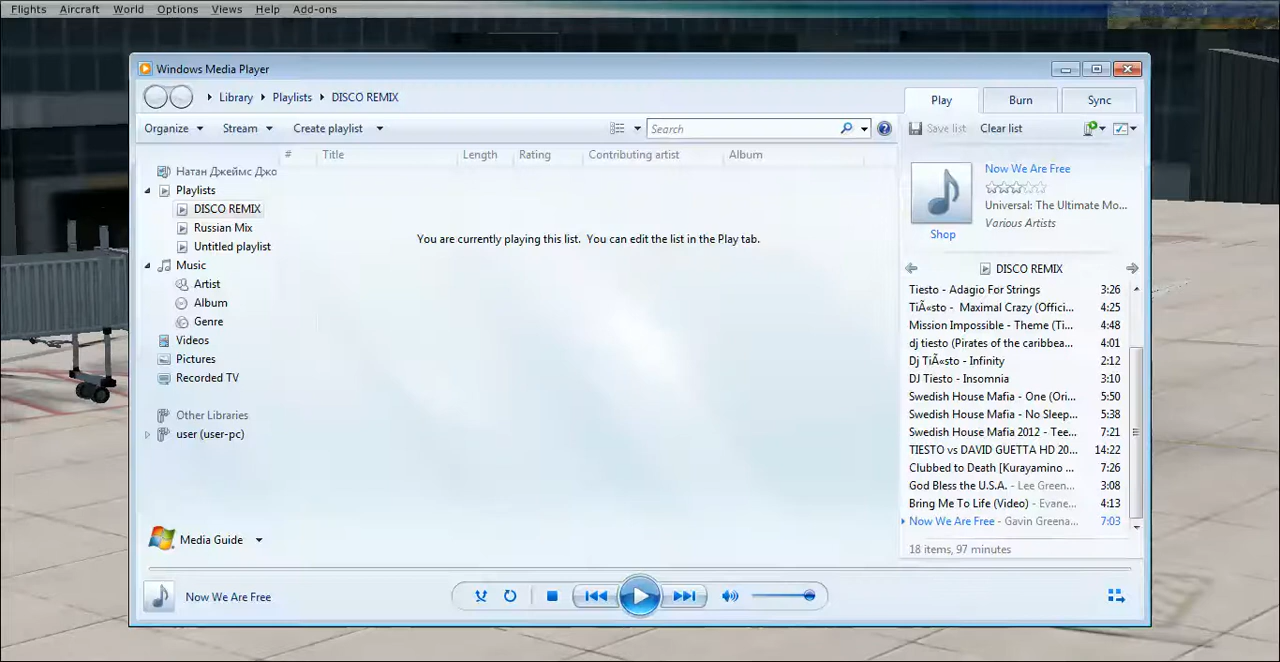 Flights Aircraft World Options Views Help Add-ons
Windows Media Player
Library Playlists DISCO REMIX
Play Burn Sync
Organize Stream Create playlist Search Save list Clear list
# Title Length Rating Contributing artist Album
Натан Джеймс Джо
Playlists
DISCO REMIX
Russian Mix
Untitled playlist
Music
Artist
Album
Genre
Videos
Pictures
Recorded TV
Other Libraries
user (user-pc)
Media Guide
You are currently playing this list. You can edit the list in the Play tab.
Now We Are Free
Universal: The Ultimate Mo...
Various Artists
Shop
DISCO REMIX
Tiesto - Adagio For Strings 3:26
TiÃ«sto - Maximal Crazy (Offici... 4:25
Mission Impossible - Theme (Ti... 4:48
dj tiesto (Pirates of the caribbea... 4:01
Dj TiÃ«sto - Infinity 2:12
DJ Tiesto - Insomnia 3:10
Swedish House Mafia - One (Ori... 5:50
Swedish House Mafia - No Sleep... 5:38
Swedish House Mafia 2012 - Tee... 7:21
TIESTO vs DAVID GUETTA HD 20... 14:22
Clubbed to Death [Kurayamino ... 7:26
God Bless the U.S.A. - Lee Green... 3:08
Bring Me To Life (Video) - Evane... 4:13
Now We Are Free - Gavin Greena... 7:03
18 items, 97 minutes
Now We Are Free